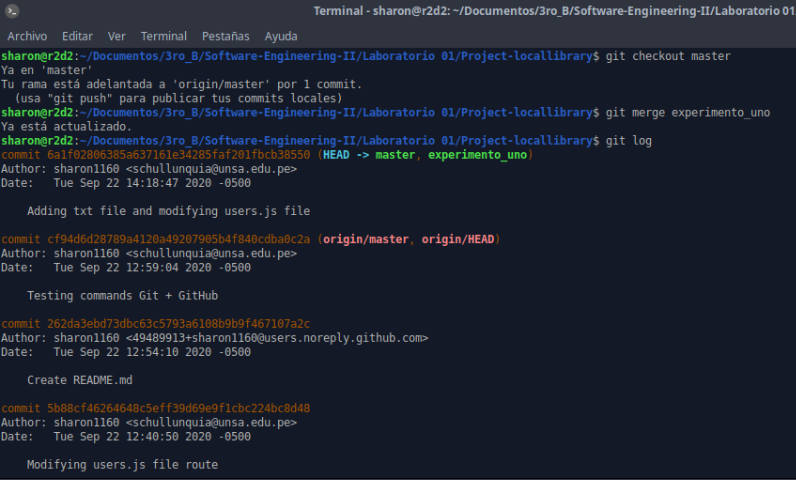 Terminal - sharon@r2d2: ~/Documentos/3ro_B/Software-Engineering-II/Laboratorio 01
Archivo Editar Ver Terminal Pestañas Ayuda
sharon@r2d2:~/Documentos/3ro_B/Software-Engineering-II/Laboratorio 01/Project-locallibrary$ git checkout master
Ya en 'master'
Tu rama está adelantada a 'origin/master' por 1 commit.
  (usa "git push" para publicar tus commits locales)
sharon@r2d2:~/Documentos/3ro_B/Software-Engineering-II/Laboratorio 01/Project-locallibrary$ git merge experimento_uno
Ya está actualizado.
sharon@r2d2:~/Documentos/3ro_B/Software-Engineering-II/Laboratorio 01/Project-locallibrary$ git log
commit 6a1f02806385a637161e34285faf201fbcb38550 (HEAD -> master, experimento_uno)
Author: sharon1160 <schullunquia@unsa.edu.pe>
Date:   Tue Sep 22 14:18:47 2020 -0500
    Adding txt file and modifying users.js file
commit cf94d6d28789a4120a49207905b4f840cdba0c2a (origin/master, origin/HEAD)
Author: sharon1160 <schullunquia@unsa.edu.pe>
Date:   Tue Sep 22 12:59:04 2020 -0500
    Testing commands Git + GitHub
commit 262da3ebd73dbc63c5793a6108b9b9f467107a2c
Author: sharon1160 <49489913+sharon1160@users.noreply.github.com>
Date:   Tue Sep 22 12:54:10 2020 -0500
    Create README.md
commit 5b88cf46264648c5eff39d69e9f1cbc224bc8d48
Author: sharon1160 <schullunquia@unsa.edu.pe>
Date:   Tue Sep 22 12:40:50 2020 -0500
    Modifying users.js file route